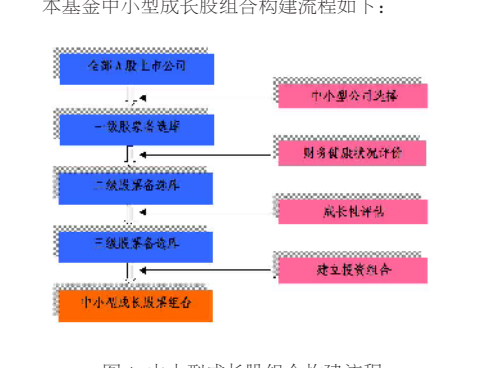 本基金中小型成长股组合构建流程如下：
全部A股上市公司
中小型公司选择
一级股票备选库
财务健康状况评价
二级股票备选库
成长性评估
三级股票备选库
建立投资组合
中小型成长股票组合
中小型成长股组合构建流程